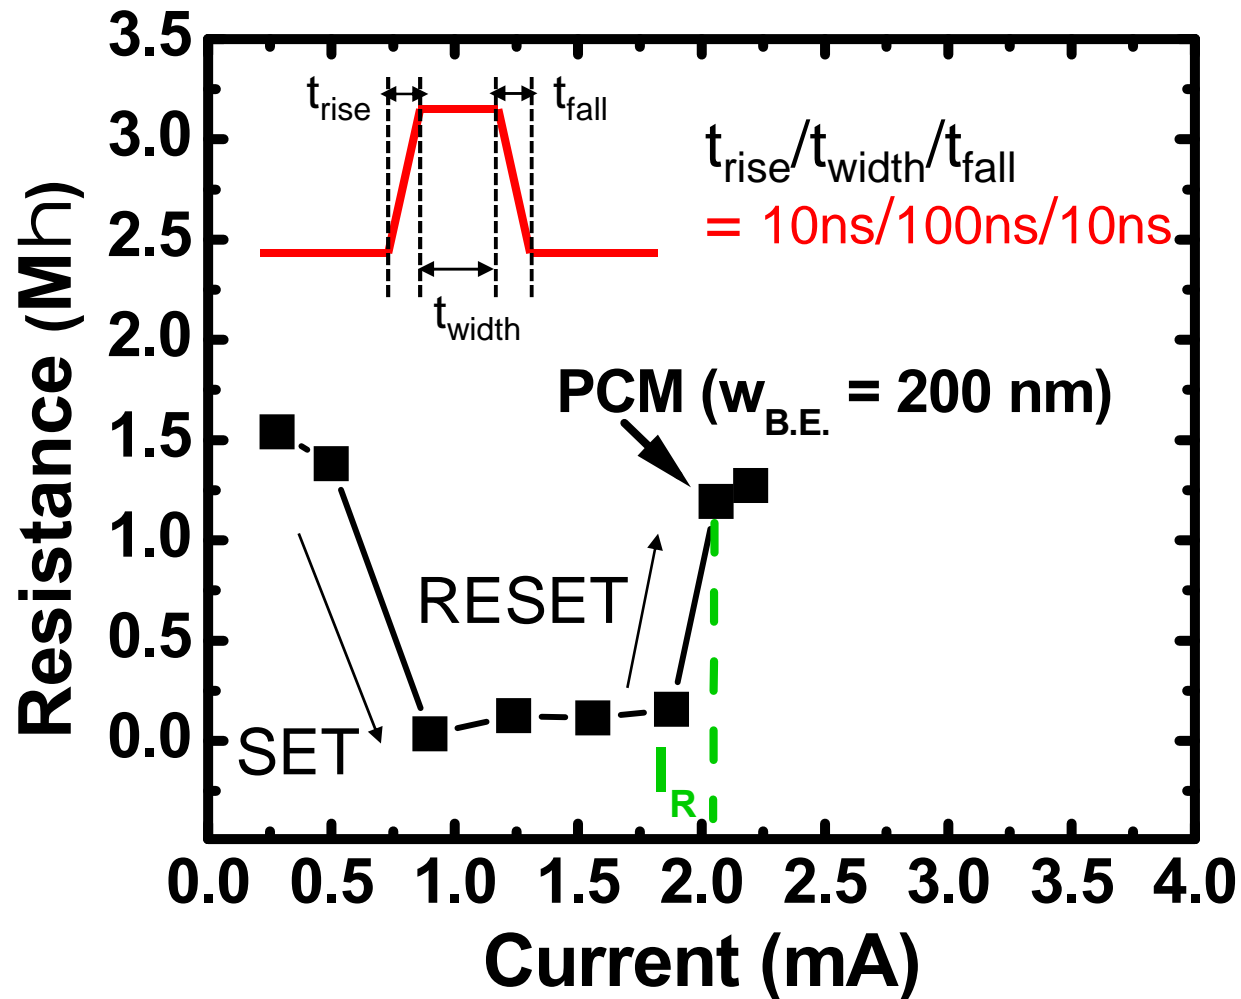 3.5
3.0
2.5
2.0
1.5
1.0
0.5
0.0
Resistance (Mh)
t_rise
t_fall
t_width
t_rise/t_width/t_fall
= 10ns/100ns/10ns
PCM (w_B.E. = 200 nm)
RESET
SET
I_R
0.0 0.5 1.0 1.5 2.0 2.5 3.0 3.5 4.0
Current (mA)